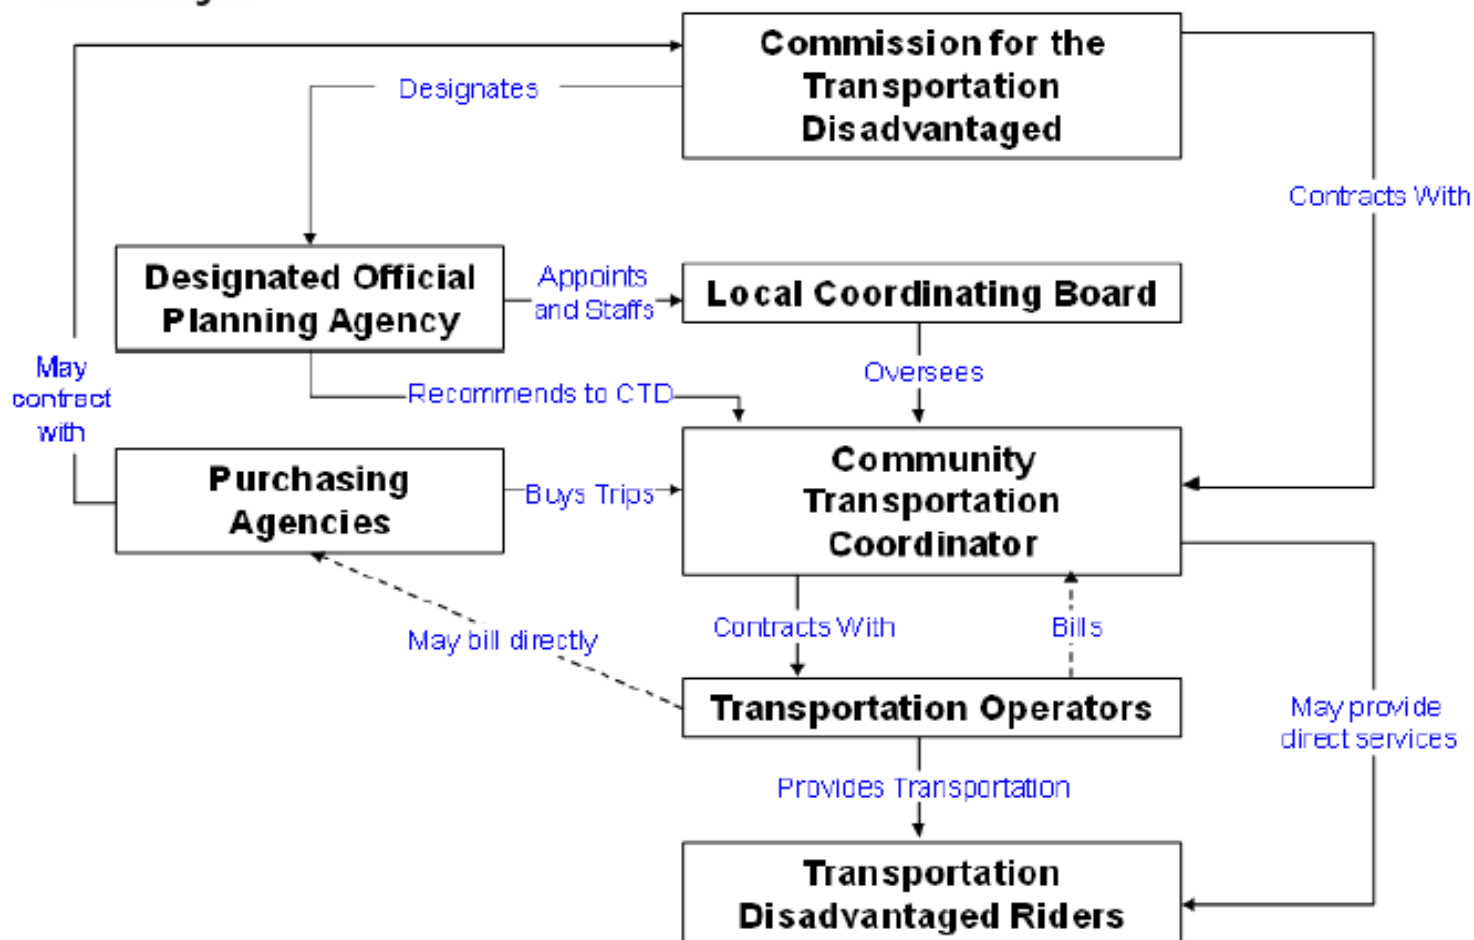 Commission for the
Transportation
Disadvantaged
Designates
Contracts With
Designated Official
Planning Agency
Appoints
and Staffs
Local Coordinating Board
May
contract
with
Recommends to CTD
Oversees
Purchasing
Agencies
Buys Trips
Community
Transportation
Coordinator
May bill directly
Contracts With
Bills
Transportation Operators
May provide
direct services
Provides Transportation
Transportation
Disadvantaged Riders